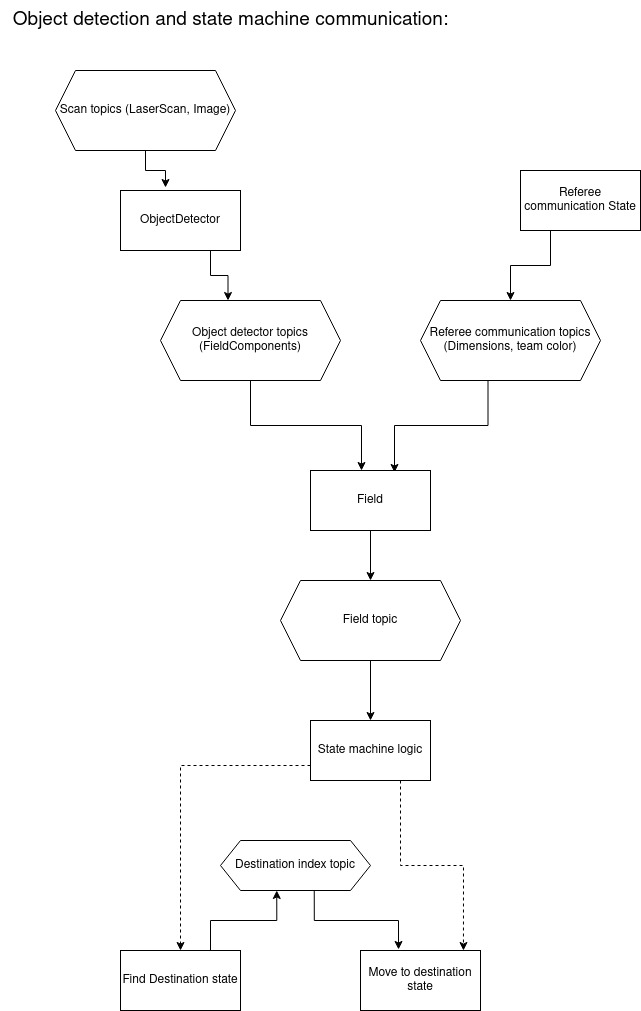 Object detection and state machine communication:
Scan topics (LaserScan, Image)
Referee
communication State
ObjectDetector
Object detector topics
(FieldComponents)
Referee communication topics
(Dimensions, team color)
Field
Field topic
State machine logic
Destination index topic
Find Destination state
Move to destination
state